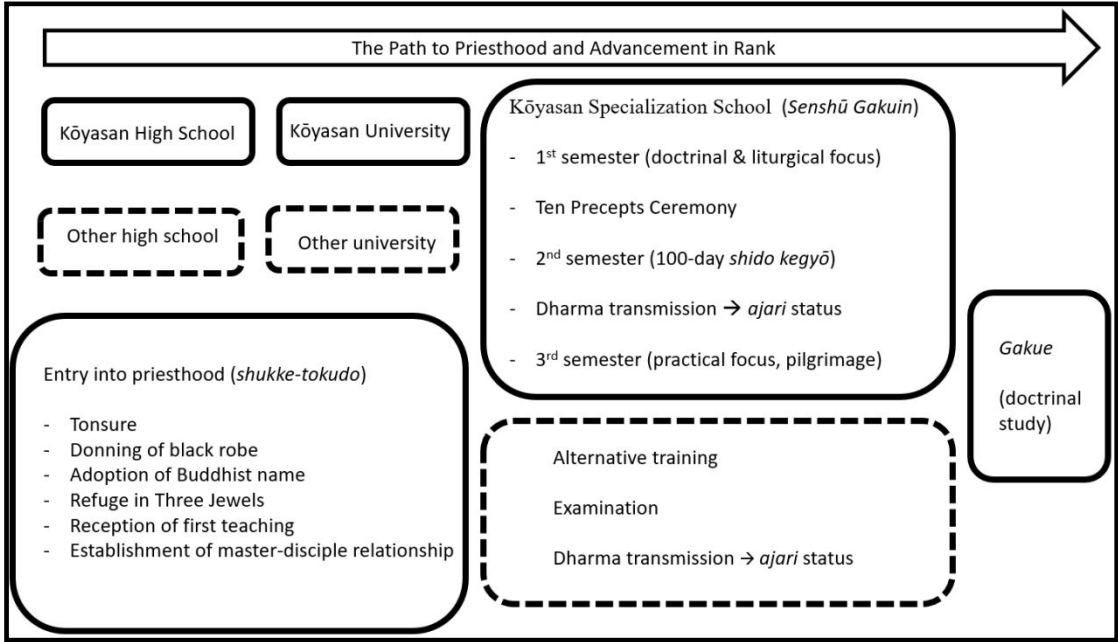 The Path to Priesthood and Advancement in Rank
Kōyasan High School
Kōyasan University
Other high school
Other university
Entry into priesthood (shukke-tokudo)
- Tonsure
- Donning of black robe
- Adoption of Buddhist name
- Refuge in Three Jewels
- Reception of first teaching
- Establishment of master-disciple relationship
Kōyasan Specialization School (Senshū Gakuin)
- 1st semester (doctrinal & liturgical focus)
- Ten Precepts Ceremony
- 2nd semester (100-day shido kegyō)
- Dharma transmission → ajari status
- 3rd semester (practical focus, pilgrimage)
Alternative training
Examination
Dharma transmission → ajari status
Gakue
(doctrinal
study)